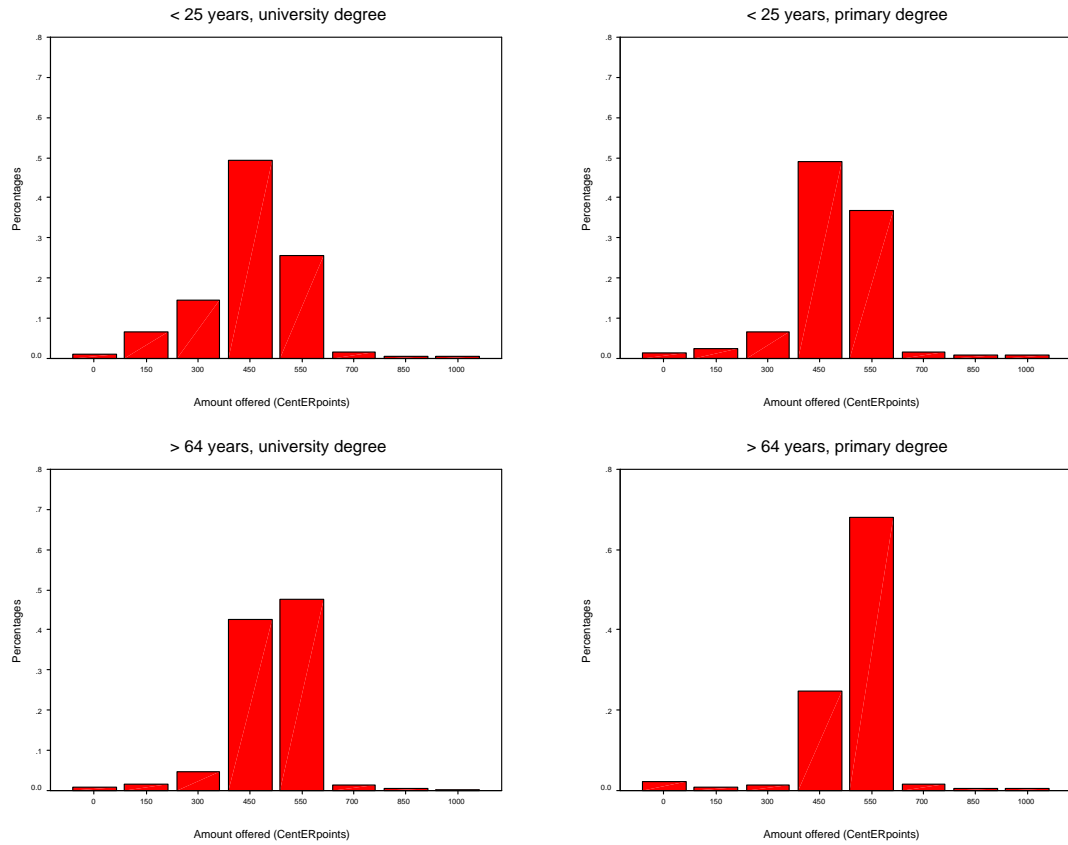 < 25 years, university degree
.8
.7
.6
.5
.4
.3
.2
.1
0.0
Percentages
0 150 300 450 550 700 850 1000
Amount offered (CentERpoints)
< 25 years, primary degree
.8
.7
.6
.5
.4
.3
.2
.1
0.0
Percentages
0 150 300 450 550 700 850 1000
Amount offered (CentERpoints)
> 64 years, university degree
.8
.7
.6
.5
.4
.3
.2
.1
0.0
Percentages
0 150 300 450 550 700 850 1000
Amount offered (CentERpoints)
> 64 years, primary degree
.8
.7
.6
.5
.4
.2
.1
0.0
Percentages
0 150 300 450 550 700 850 1000
Amount offered (CentERpoints)